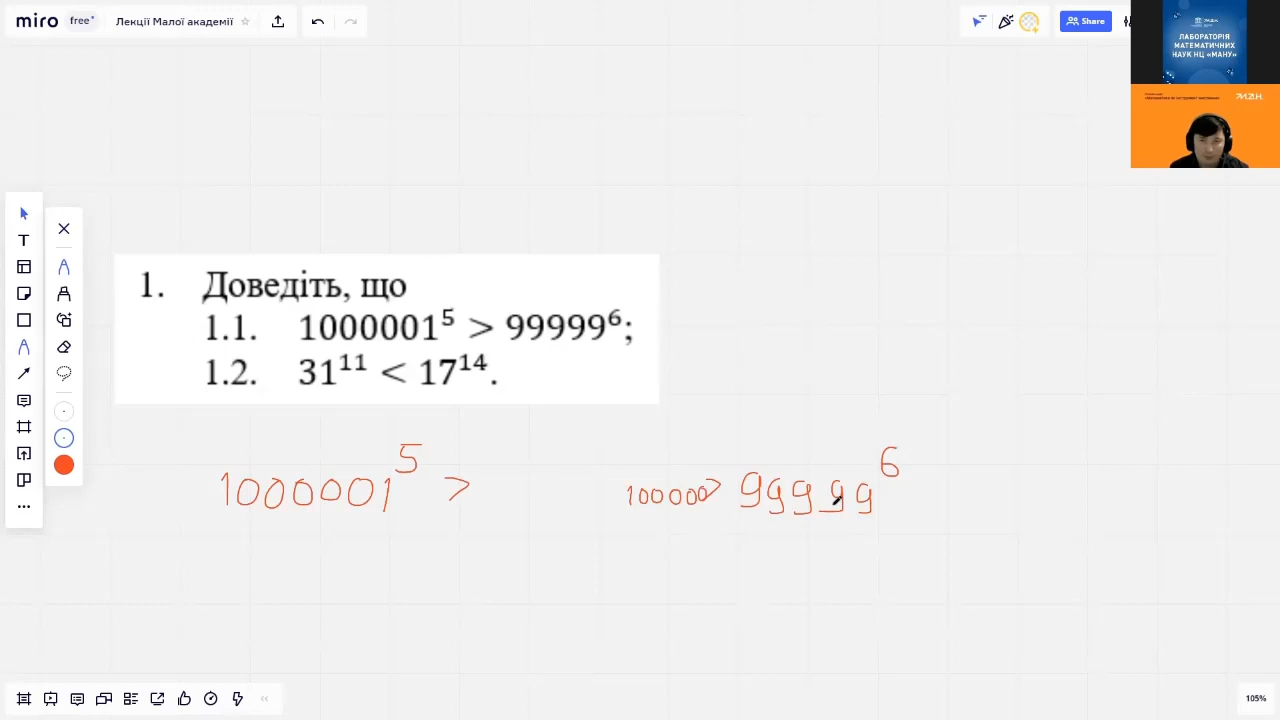 miro free Лекції Малої академії Share
ЛАБОРАТОРІЯ
МАТЕМАТИЧНИХ
НАУК НЦ «МАНУ»
1. Доведіть, що
1.1. 1000001⁵ > 99999⁶;
1.2. 31¹¹ < 17¹⁴.
1000001⁵ > 100000> 99999⁶
105%